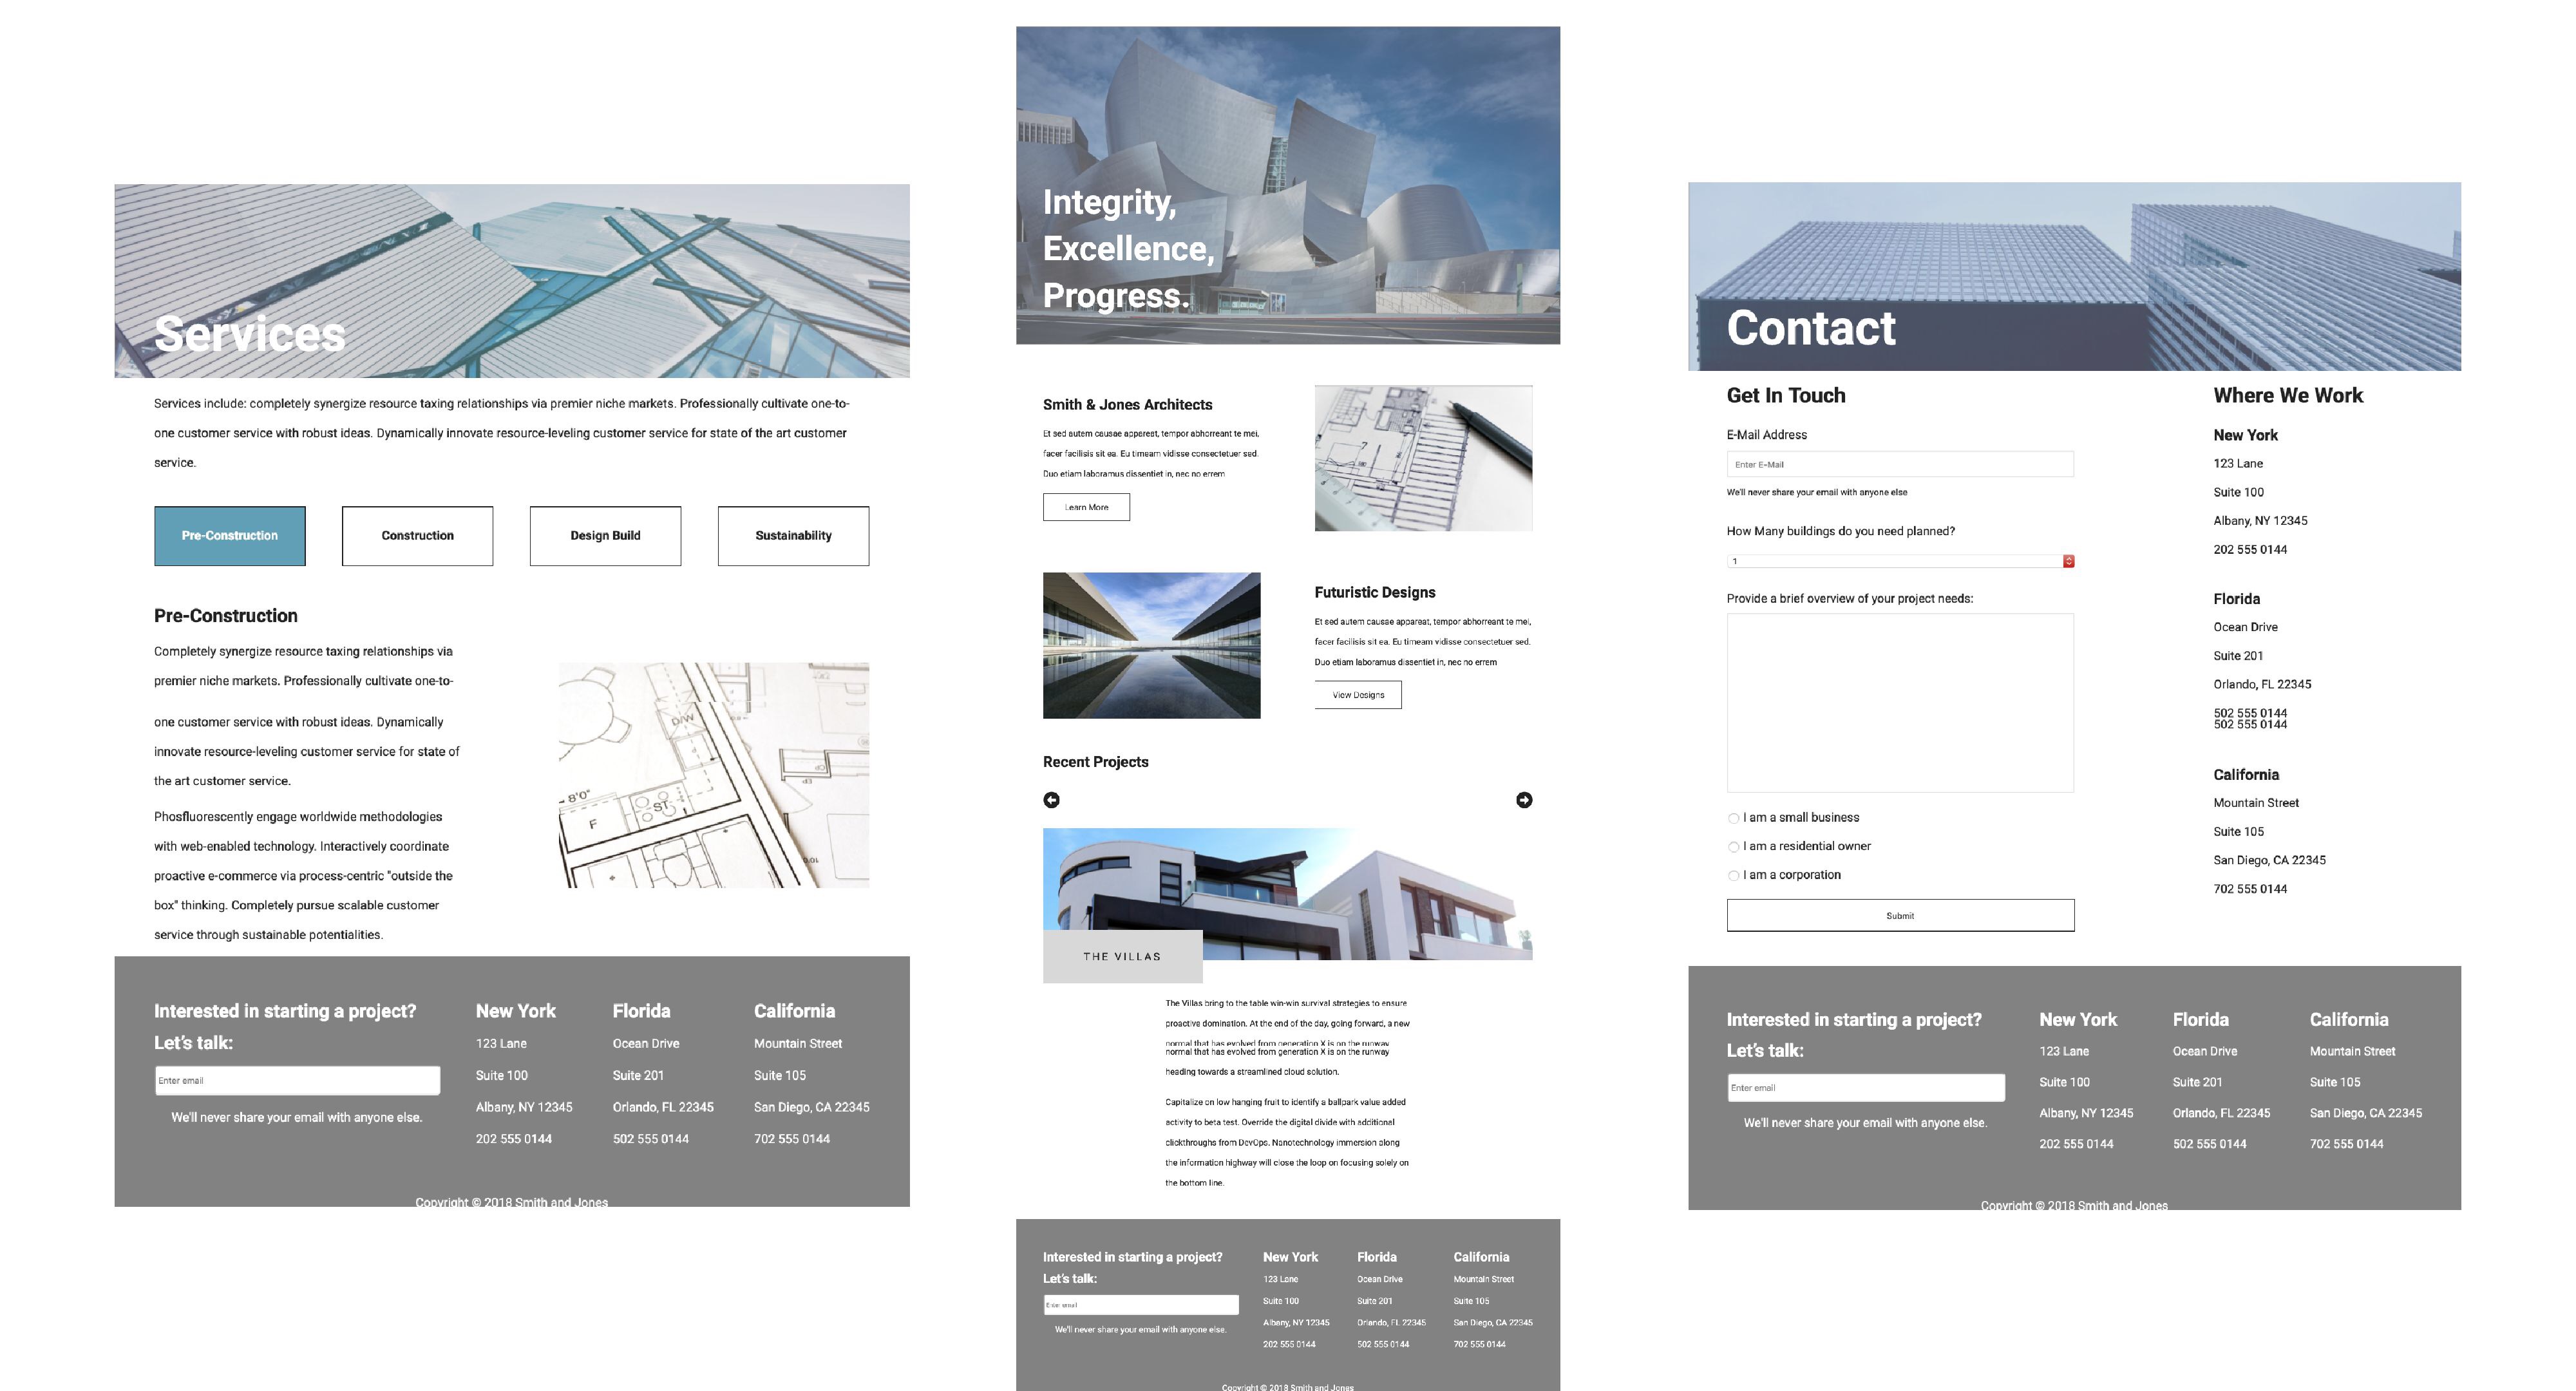 Services
Services include: completely synergize resource taxing relationships via premier niche markets. Professionally cultivate one-to-
one customer service with robust ideas. Dynamically innovate resource-leveling customer service for state of the art customer
service.
Pre-Construction
Construction
Design Build
Sustainability
Pre-Construction
Completely synergize resource taxing relationships via
premier niche markets. Professionally cultivate one-to-
one customer service with robust ideas. Dynamically
innovate resource-leveling customer service for state of
the art customer service.
Phosfluorescently engage worldwide methodologies
with web-enabled technology. Interactively coordinate
proactive e-commerce via process-centric "outside the
box" thinking. Completely pursue scalable customer
service through sustainable potentialities.
D/W
8'0"
ST
F
Interested in starting a project?
Let's talk:
Enter email
We'll never share your email with anyone else.
New York
123 Lane
Suite 100
Albany, NY 12345
202 555 0144
Florida
Ocean Drive
Suite 201
Orlando, FL 22345
502 555 0144
California
Mountain Street
Suite 105
San Diego, CA 22345
702 555 0144
Copyright © 2018 Smith and Jones
Integrity,
Excellence,
Progress.
Smith & Jones Architects
Et sed autem causae appareat, tempor abhorreant te mei,
facer facilisis sit ea. Eu timeam vidisse consectetuer sed.
Duo etiam laboramus dissentiet in, nec no errem
Learn More
Futuristic Designs
Et sed autem causae appareat, tempor abhorreant te mei,
facer facilisis sit ea. Eu timeam vidisse consectetuer sed.
Duo etiam laboramus dissentiet in, nec no errem
View Designs
Recent Projects
THE VILLAS
The Villas bring to the table win-win survival strategies to ensure
proactive domination. At the end of the day, going forward, a new
normal that has evolved from generation X is on the runway
normal that has evolved from generation X is on the runway
heading towards a streamlined cloud solution.
Capitalize on low hanging fruit to identify a ballpark value added
activity to beta test. Override the digital divide with additional
clickthroughs from DevOps. Nanotechnology immersion along
the information highway will close the loop on focusing solely on
the bottom line.
Interested in starting a project?
Let's talk:
Enter email
We'll never share your email with anyone else.
New York
123 Lane
Suite 100
Albany, NY 12345
202 555 0144
Florida
Ocean Drive
Suite 201
Orlando, FL 22345
502 555 0144
California
Mountain Street
Suite 105
San Diego, CA 22345
702 555 0144
Copyright © 2018 Smith and Jones
Contact
Get In Touch
E-Mail Address
Enter E-Mail
We'll never share your email with anyone else
How Many buildings do you need planned?
1
Provide a brief overview of your project needs:
I am a small business
I am a residential owner
I am a corporation
Submit
Where We Work
New York
123 Lane
Suite 100
Albany, NY 12345
202 555 0144
Florida
Ocean Drive
Suite 201
Orlando, FL 22345
502 555 0144
502 555 0144
California
Mountain Street
Suite 105
San Diego, CA 22345
702 555 0144
Interested in starting a project?
Let's talk:
Enter email
We'll never share your email with anyone else.
New York
123 Lane
Suite 100
Albany, NY 12345
202 555 0144
Florida
Ocean Drive
Suite 201
Orlando, FL 22345
502 555 0144
California
Mountain Street
Suite 105
San Diego, CA 22345
702 555 0144
Copyright © 2018 Smith and Jones